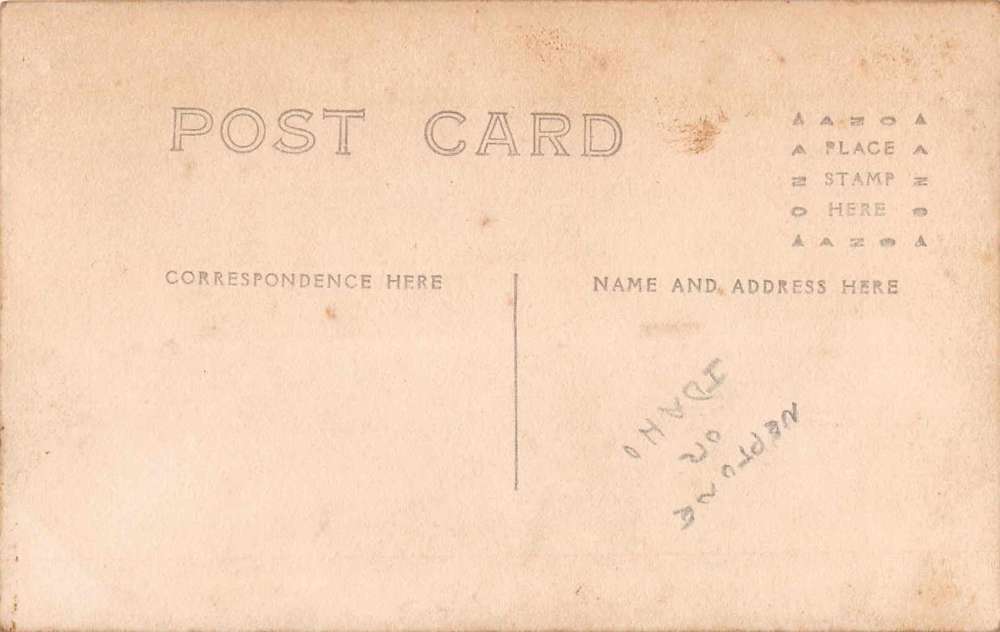 POST CARD
AZO
PLACE
STAMP
HERE
CORRESPONDENCE HERE
NAME AND ADDRESS HERE
IDAHO
OR
NEPTUNE